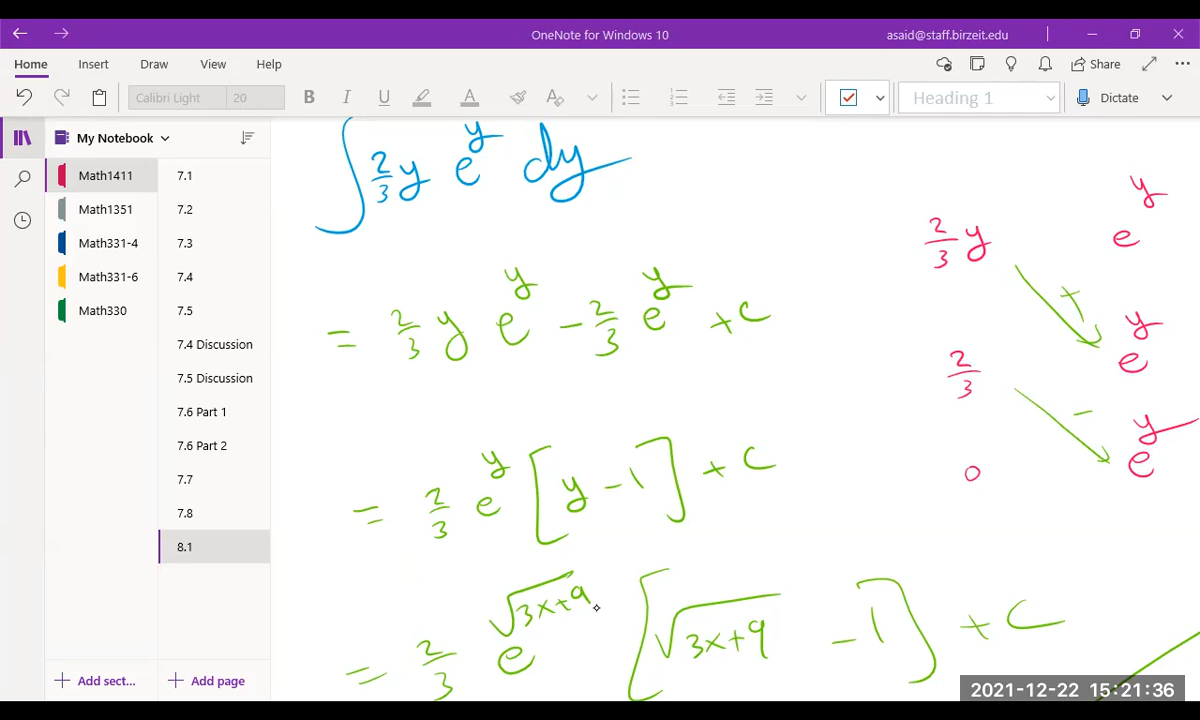 OneNote for Windows 10
asaid@staff.birzeit.edu
Home Insert Draw View Help
Share
Calibri Light 20 B I U A
Heading 1
Dictate
My Notebook
Math1411
Math1351
Math331-4
Math331-6
Math330
7.1
7.2
7.3
7.4
7.5
7.4 Discussion
7.5 Discussion
7.6 Part 1
7.6 Part 2
7.7
7.8
8.1
Add sect...
Add page
∫ 2/3 y e^y dy
= 2/3 y e^y - 2/3 e^y + C
= 2/3 e^y [y - 1] + C
= 2/3 e^√(3x+9) [√(3x+9) - 1] + C
2/3 y e^y
+
2/3 e^y
-
0 e^y
2021-12-22 15:21:36